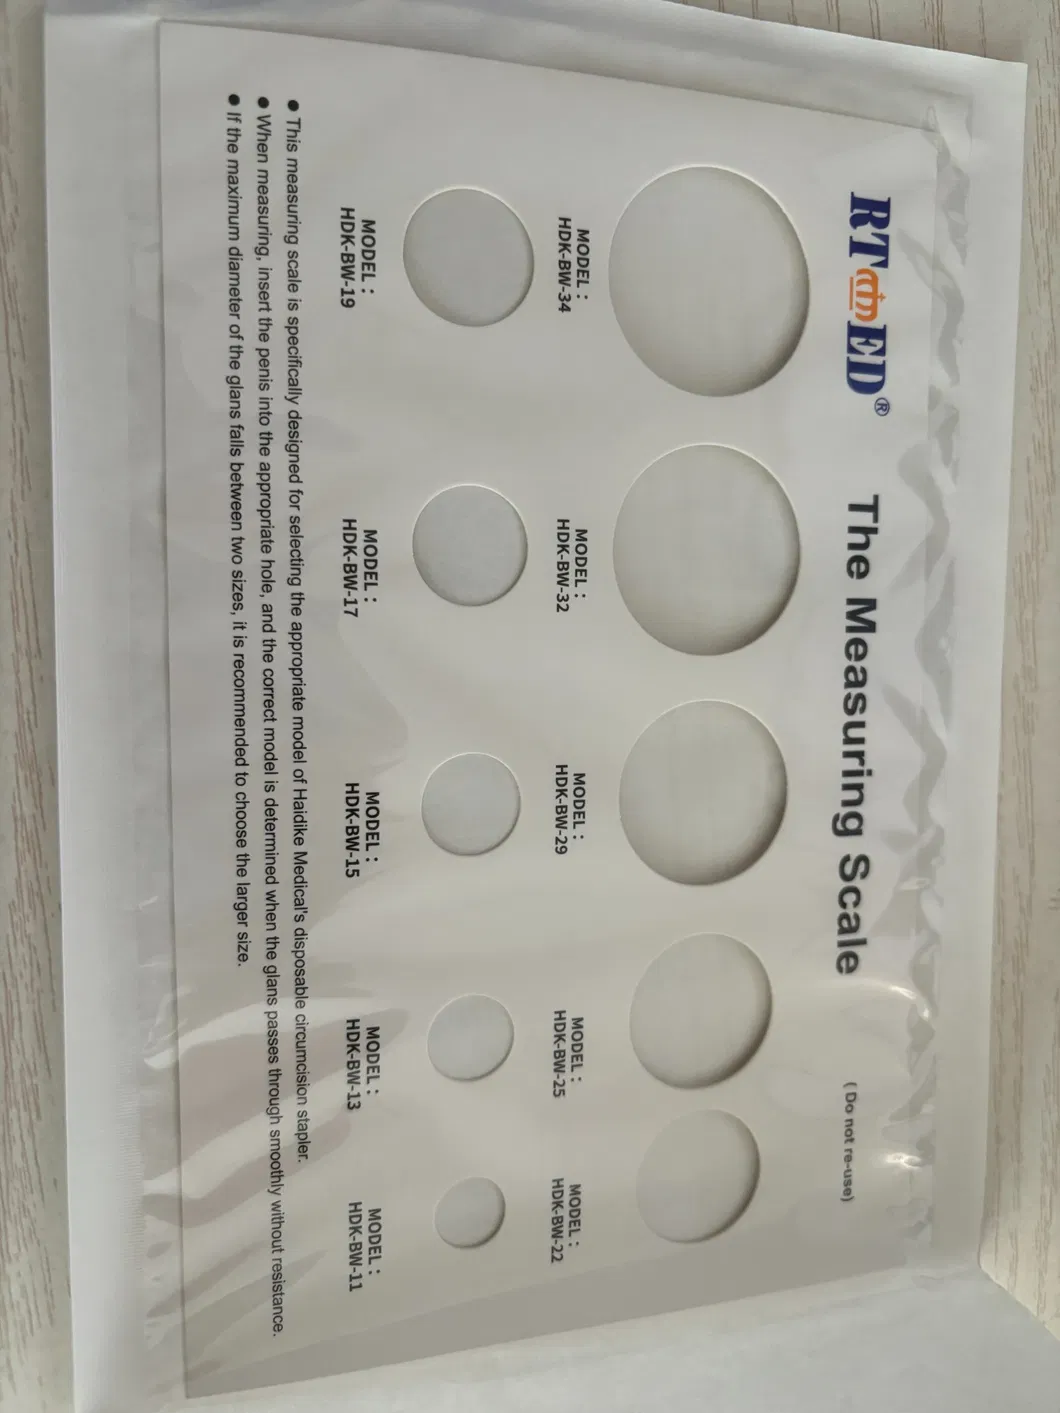 RTMED® The Measuring Scale (Do not re-use)
MODEL: MODEL: MODEL: MODEL: MODEL:
HDK-BW-34 HDK-BW-32 HDK-BW-29 HDK-BW-25 HDK-BW-22
MODEL: MODEL: MODEL: MODEL: MODEL:
HDK-BW-19 HDK-BW-17 HDK-BW-15 HDK-BW-13 HDK-BW-11
● This measuring scale is specifically designed for selecting the appropriate model of Haidike Medical's disposable circumcision stapler.
● When measuring, insert the penis into the appropriate hole, and the correct model is determined when the glans passes through smoothly without resistance.
● If the maximum diameter of the glans falls between two sizes, it is recommended to choose the larger size.